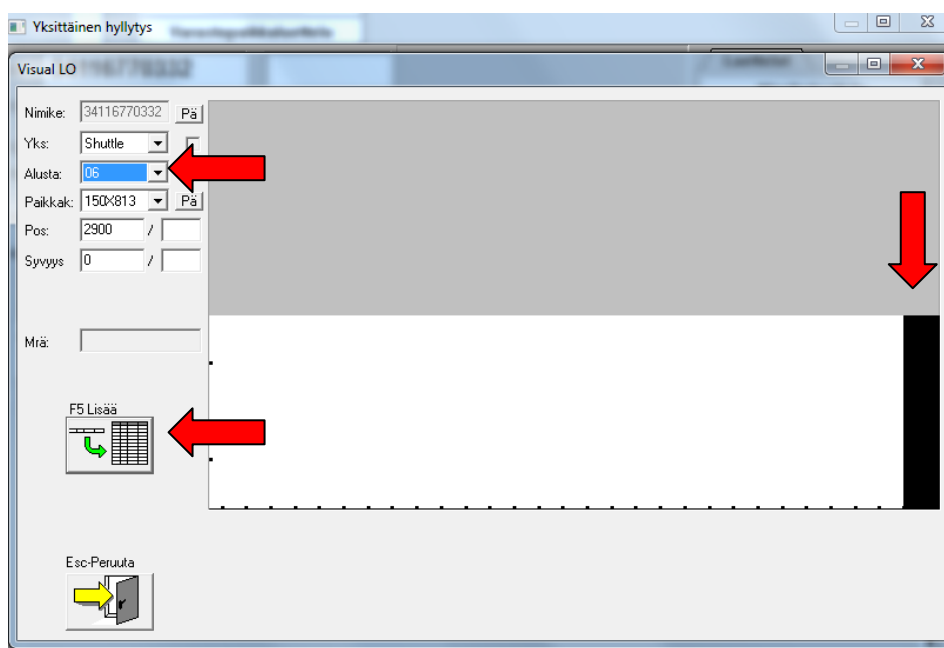 Yksittäinen hyllytys
Visual LO
Nimike: 34116770332 Pä
Yks: Shuttle
Alusta: 06
Paikkak: 150X813 Pä
Pos: 2900 /
Syvyys 0 /
Mrä:
F5 Lisää
Esc-Peruuta